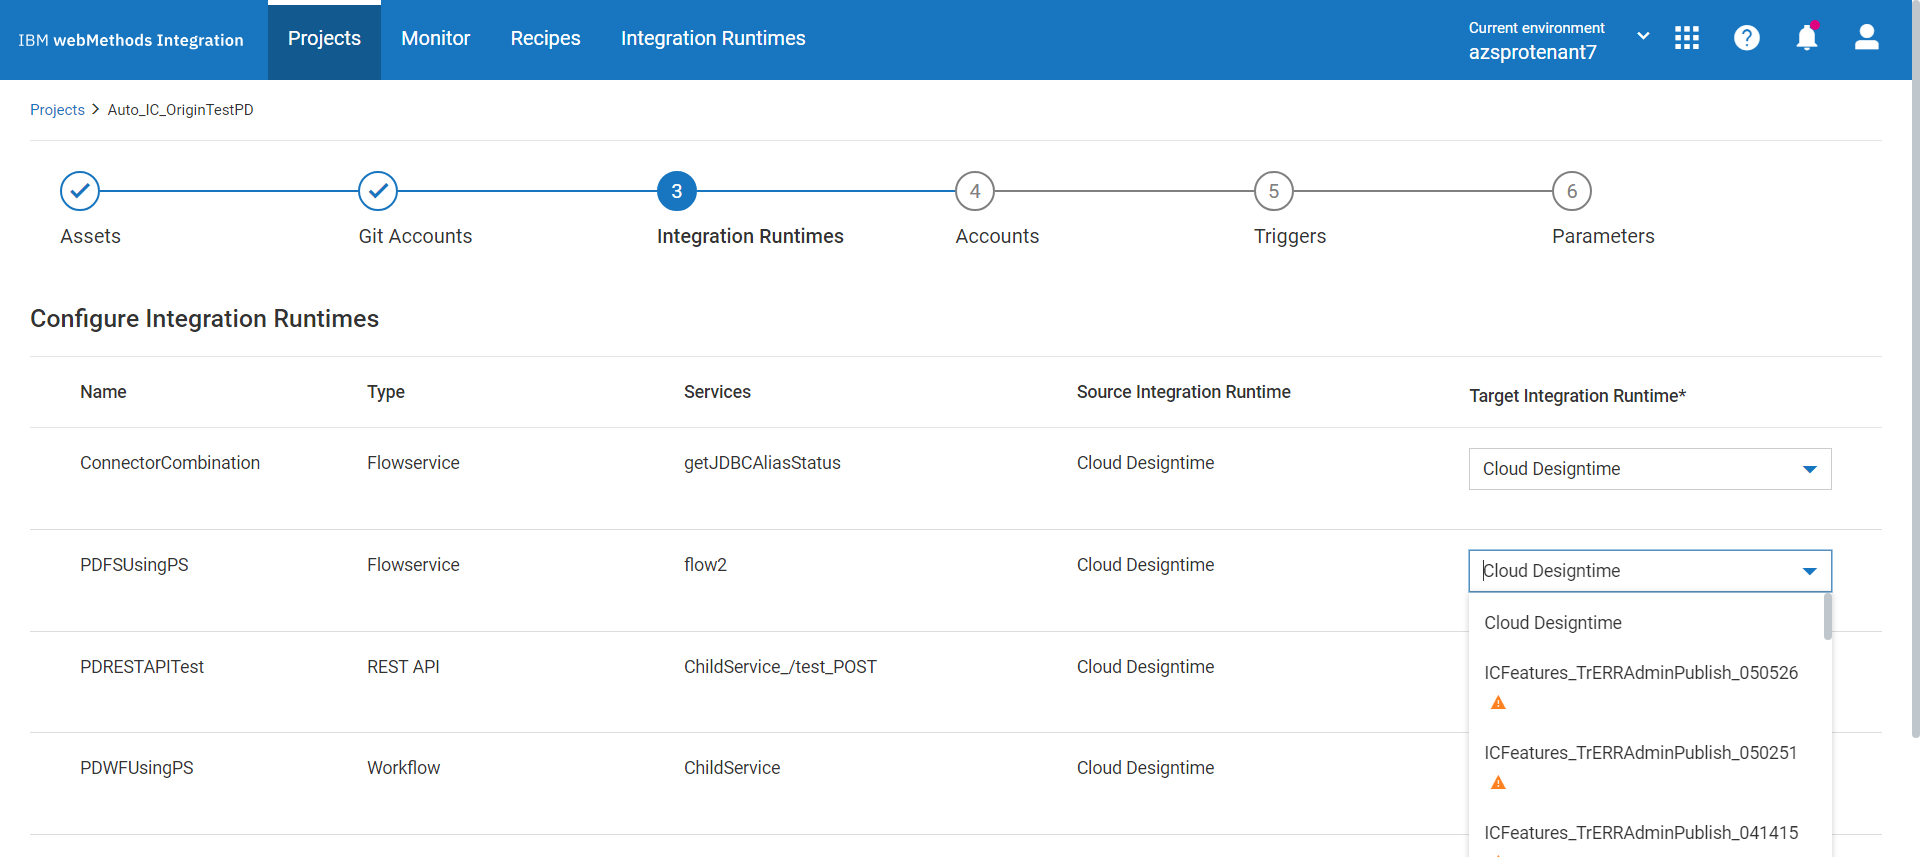 IBM webMethods Integration
Projects
Monitor
Recipes
Integration Runtimes
Current environment
azsprotenant7
Projects > Auto_IC_OriginTestPD
3
4
5
6
Assets
Git Accounts
Integration Runtimes
Accounts
Triggers
Parameters
Configure Integration Runtimes
Name
Type
Services
Source Integration Runtime
Target Integration Runtime*
ConnectorCombination
Flowservice
getJDBCAliasStatus
Cloud Designtime
Cloud Designtime
PDFSUsingPS
Flowservice
flow2
Cloud Designtime
Cloud Designtime
Cloud Designtime
PDRESTAPITest
REST API
ChildService_/test_POST
Cloud Designtime
ICFeatures_TrERRAdminPublish_050526
ICFeatures_TrERRAdminPublish_050251
PDWFUsingPS
Workflow
ChildService
Cloud Designtime
ICFeatures_TrERRAdminPublish_041415